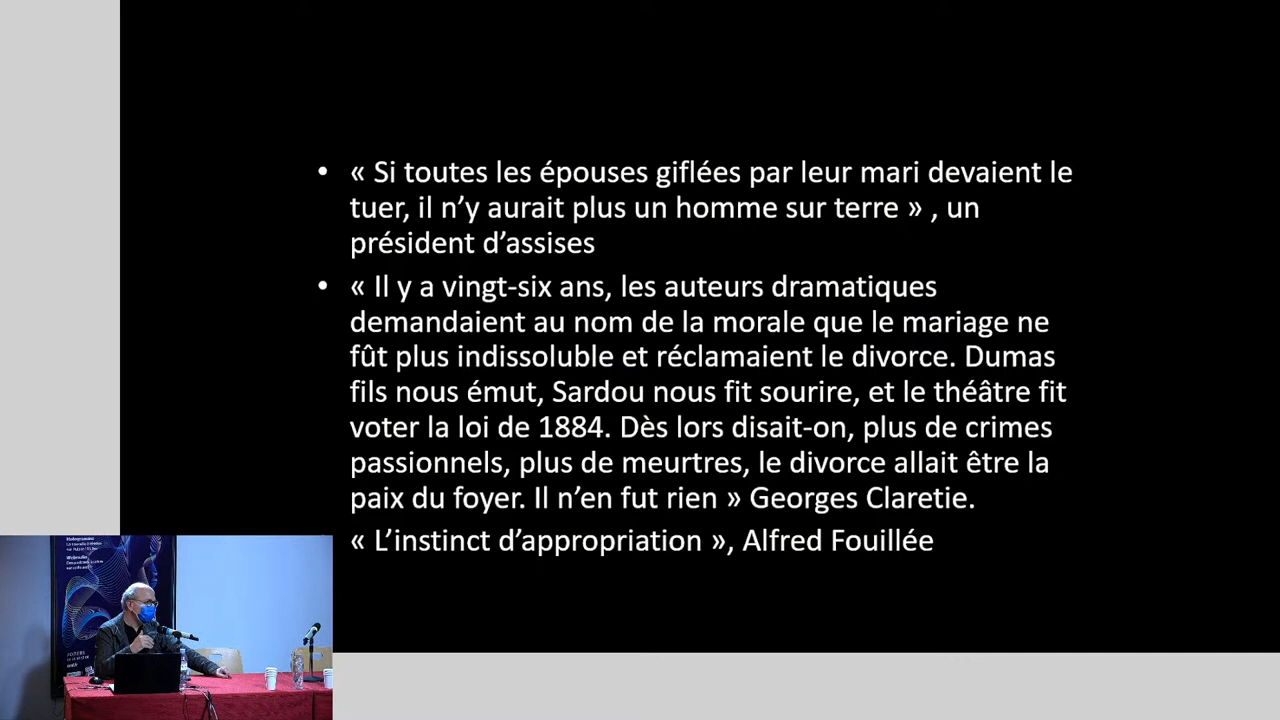 • « Si toutes les épouses giflées par leur mari devaient le
tuer, il n’y aurait plus un homme sur terre » , un
président d’assises
• « Il y a vingt-six ans, les auteurs dramatiques
demandaient au nom de la morale que le mariage ne
fût plus indissoluble et réclamaient le divorce. Dumas
fils nous émut, Sardou nous fit sourire, et le théâtre fit
voter la loi de 1884. Dès lors disait-on, plus de crimes
passionnels, plus de meurtres, le divorce allait être la
paix du foyer. Il n’en fut rien » Georges Claretie.
« L’instinct d’appropriation », Alfred Fouillée
POITIERS